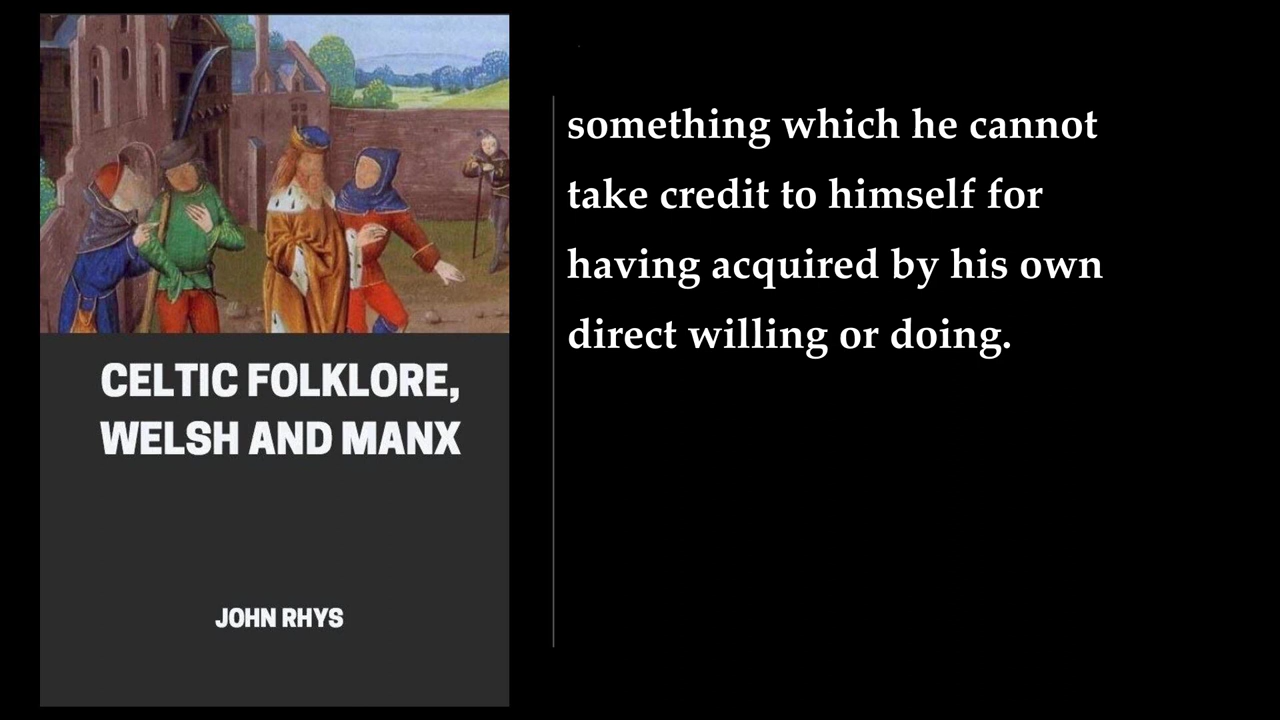 CELTIC FOLKLORE,
WELSH AND MANX
JOHN RHYS
something which he cannot
take credit to himself for
having acquired by his own
direct willing or doing.